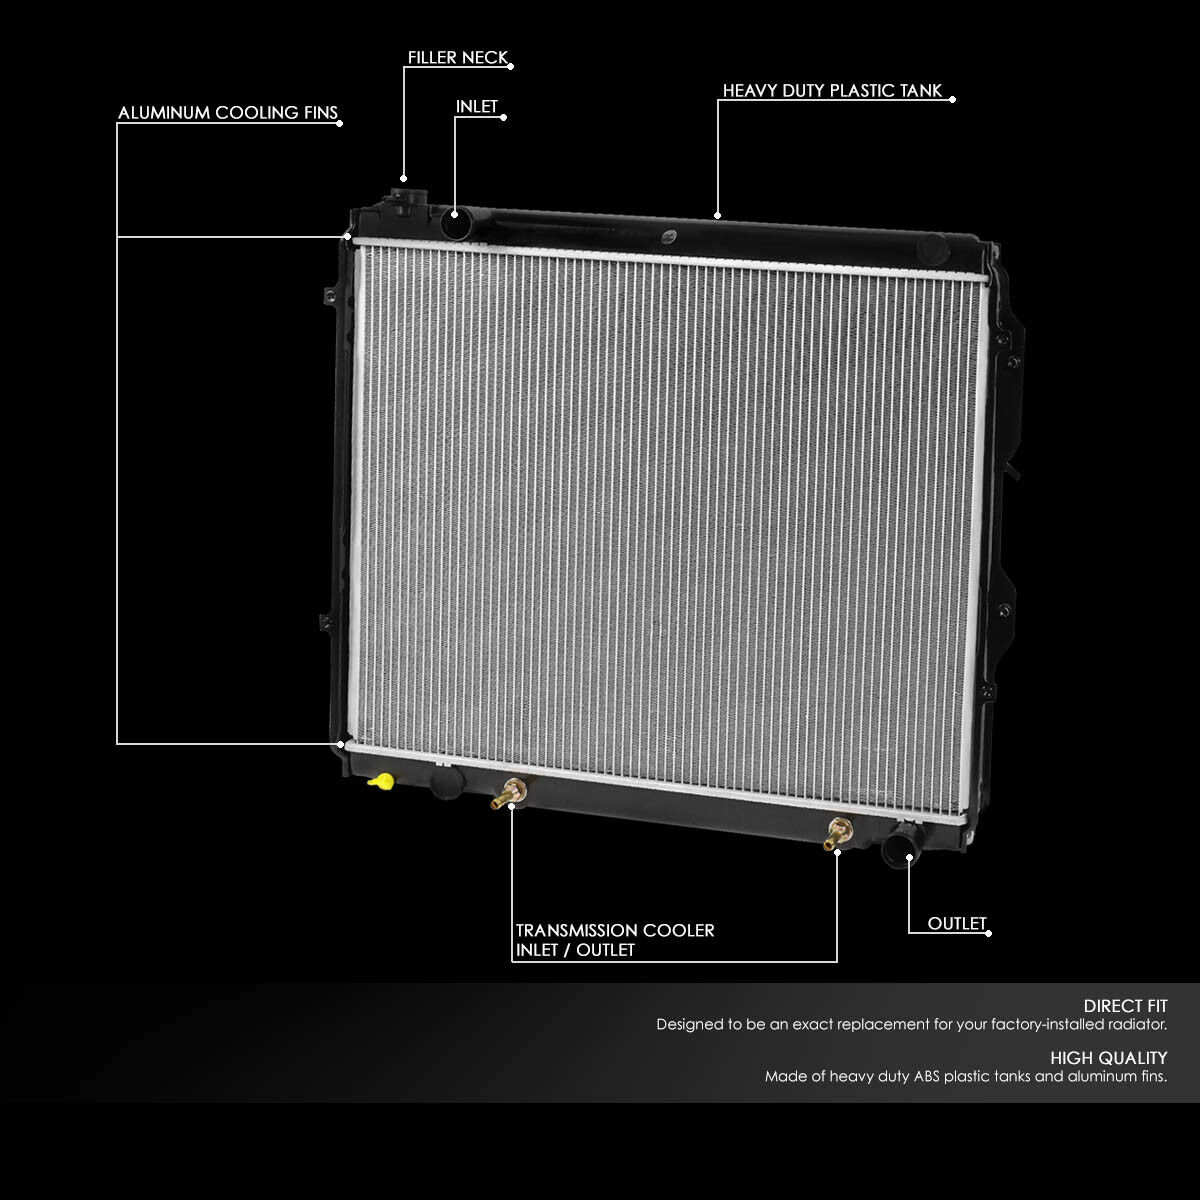 FILLER NECK
HEAVY DUTY PLASTIC TANK
INLET
ALUMINUM COOLING FINS
TRANSMISSION COOLER
INLET / OUTLET
OUTLET
DIRECT FIT
Designed to be an exact replacement for your factory-installed radiator.
HIGH QUALITY
Made of heavy duty ABS plastic tanks and aluminum fins.